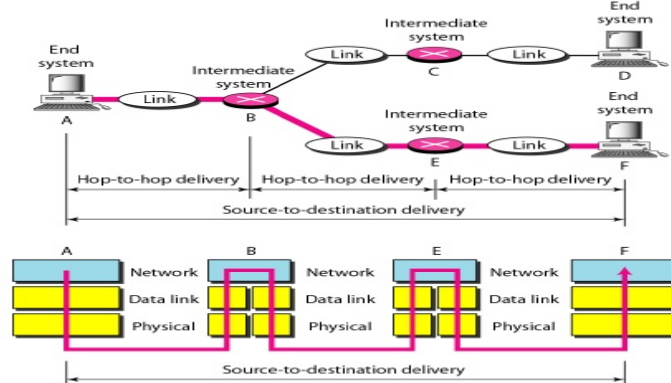 End
system
Intermediate
system
Link
Link
C
D
End
system
Intermediate
system
Link
A
B
End
system
Intermediate
system
Link
Link
E
F
Hop-to-hop delivery
Hop-to-hop delivery
Hop-to-hop delivery
Source-to-destination delivery
A
B
E
F
Network
Network
Network
Network
Data link
Data link
Data link
Data link
Physical
Physical
Physical
Physical
Source-to-destination delivery